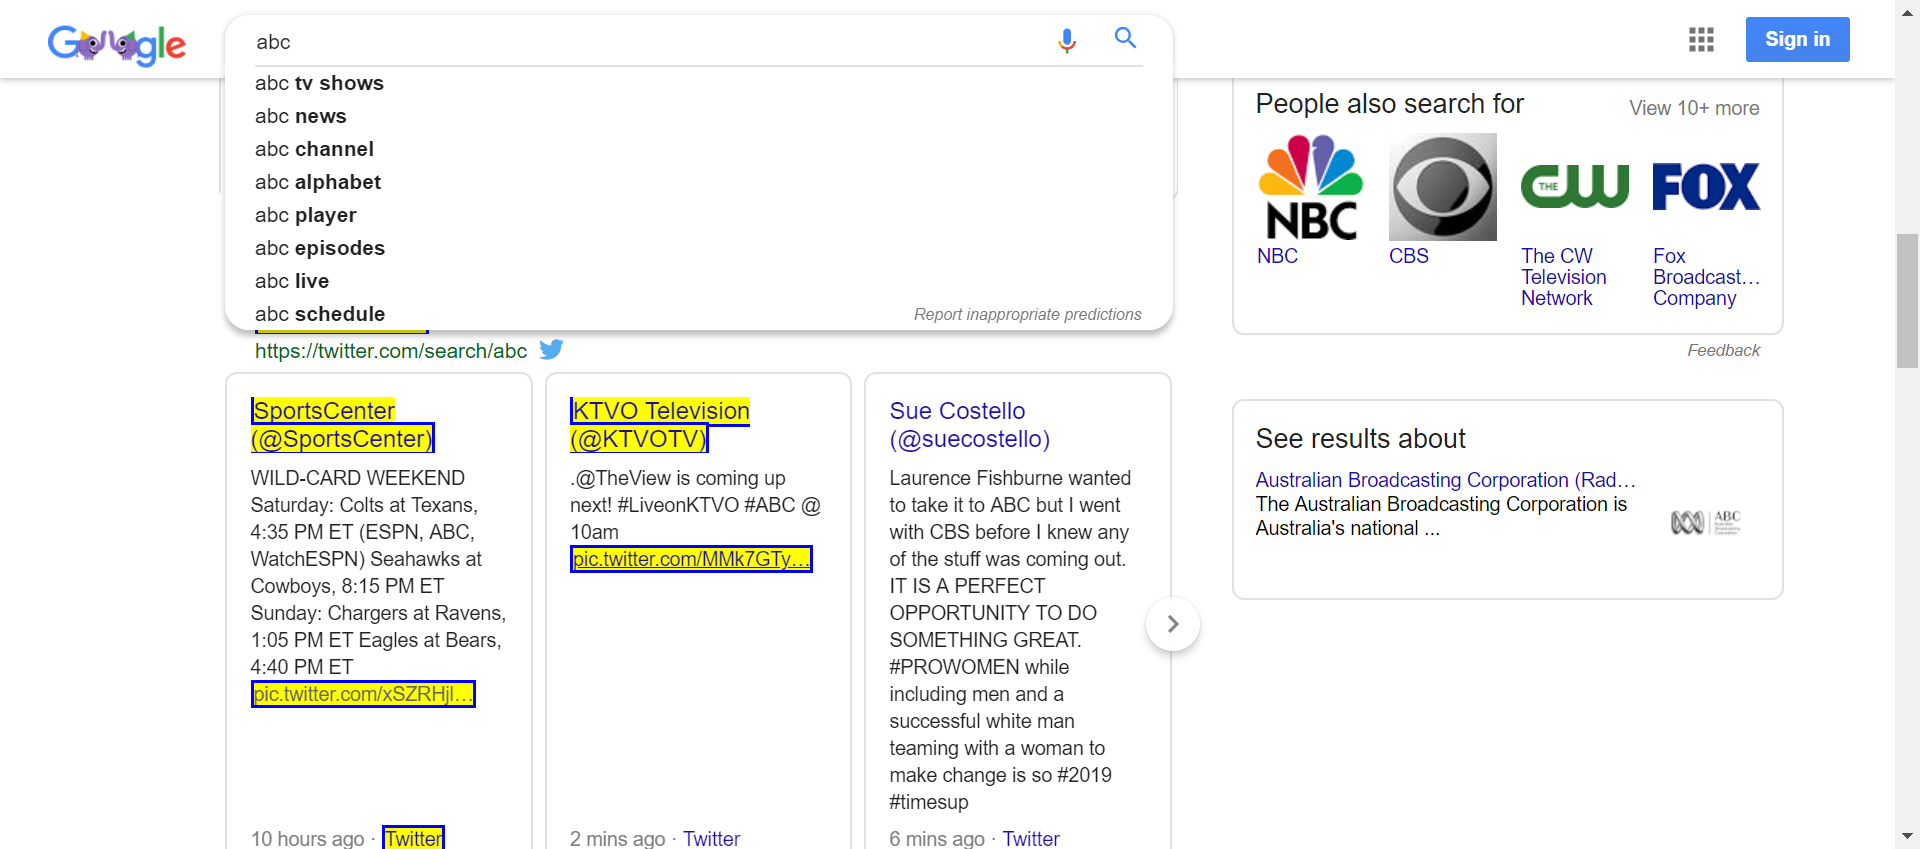 Google
abc
Sign in
abc tv shows
abc news
abc channel
abc alphabet
abc player
abc episodes
abc live
abc schedule
Report inappropriate predictions
https://twitter.com/search/abc
SportsCenter
(@SportsCenter)
WILD-CARD WEEKEND
Saturday: Colts at Texans,
4:35 PM ET (ESPN, ABC,
WatchESPN) Seahawks at
Cowboys, 8:15 PM ET
Sunday: Chargers at Ravens,
1:05 PM ET Eagles at Bears,
4:40 PM ET
pic.twitter.com/xSZRHjl…
10 hours ago · Twitter
KTVO Television
(@KTVOTV)
.@TheView is coming up
next! #LiveonKTVO #ABC @
10am
pic.twitter.com/MMk7GTy…
2 mins ago · Twitter
Sue Costello
(@suecostello)
Laurence Fishburne wanted
to take it to ABC but I went
with CBS before I knew any
of the stuff was coming out.
IT IS A PERFECT
OPPORTUNITY TO DO
SOMETHING GREAT.
#PROWOMEN while
including men and a
successful white man
teaming with a woman to
make change is so #2019
#timesup
6 mins ago · Twitter
People also search for
View 10+ more
NBC
THE CW
FOX
NBC
CBS
The CW
Television
Network
Fox
Broadcast…
Company
Feedback
See results about
Australian Broadcasting Corporation (Rad…
The Australian Broadcasting Corporation is
Australia's national ...
ABC